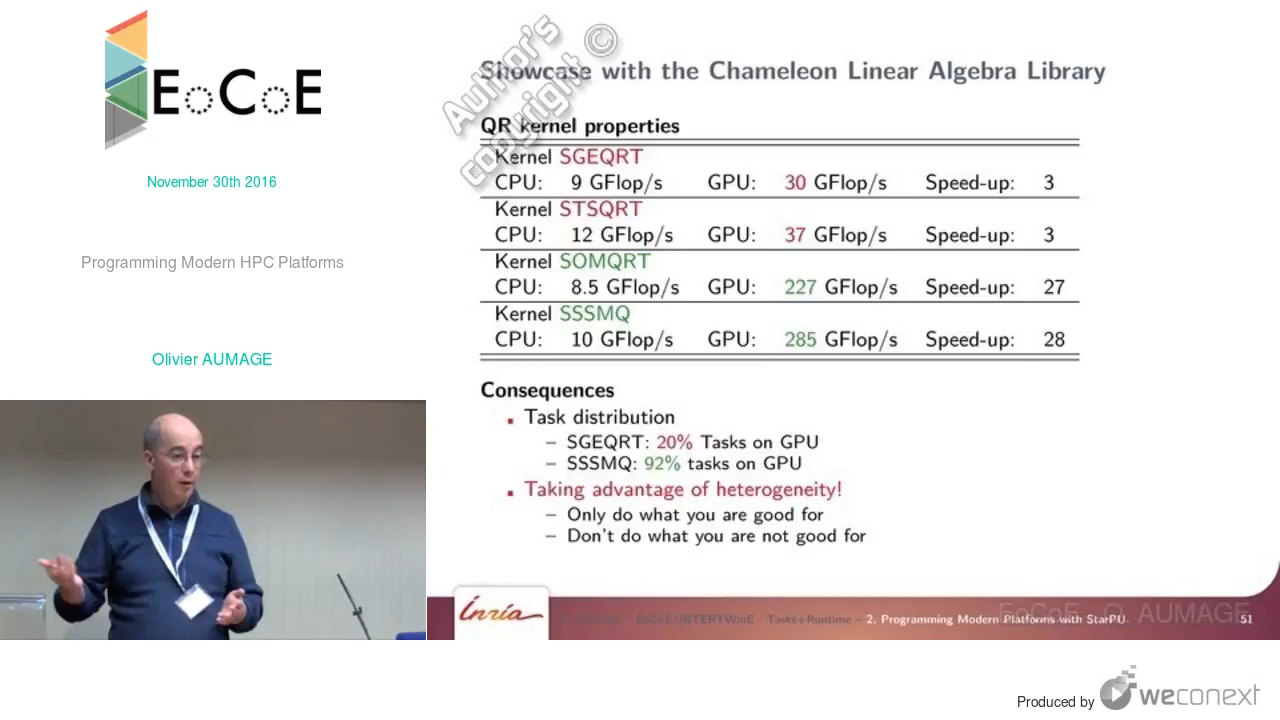 EoCoE
November 30th 2016
Programming Modern HPC Platforms
Olivier AUMAGE
Author's
copyright ©
Showcase with the Chameleon Linear Algebra Library
QR kernel properties
Kernel SGEQRT
CPU: 9 GFlop/s GPU: 30 GFlop/s Speed-up: 3
Kernel STSQRT
CPU: 12 GFlop/s GPU: 37 GFlop/s Speed-up: 3
Kernel SOMQRT
CPU: 8.5 GFlop/s GPU: 227 GFlop/s Speed-up: 27
Kernel SSSMQ
CPU: 10 GFlop/s GPU: 285 GFlop/s Speed-up: 28
Consequences
▪ Task distribution
– SGEQRT: 20% Tasks on GPU
– SSSMQ: 92% tasks on GPU
▪ Taking advantage of heterogeneity!
– Only do what you are good for
– Don't do what you are not good for
Inria
EoCoE/INTERTWinE - Tasks+Runtime – 2. Programming Modern Platforms with StarPU 51
EoCoE O. AUMAGE
Produced by weconext